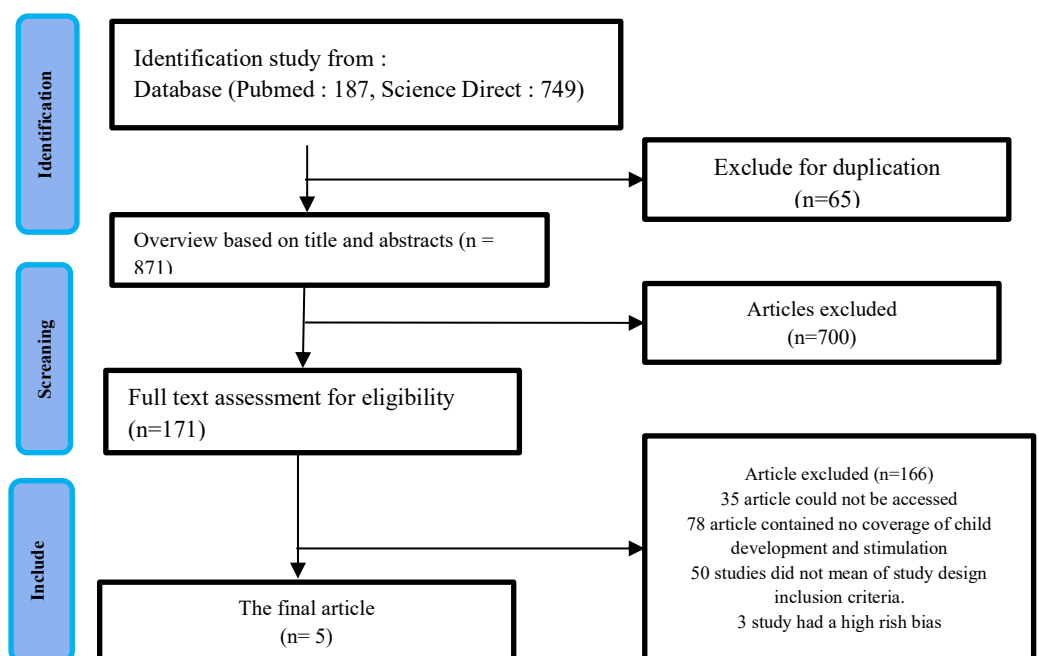 Identification
Identification study from :
Database (Pubmed : 187, Science Direct : 749)
Exclude for duplication
(n=65)
Overview based on title and abstracts (n =
871)
Screaning
Articles excluded
(n=700)
Full text assessment for eligibility
(n=171)
Include
Article excluded (n=166)
35 article could not be accessed
78 article contained no coverage of child
development and stimulation
50 studies did not mean of study design
inclusion criteria.
3 study had a high rish bias
The final article
(n= 5)